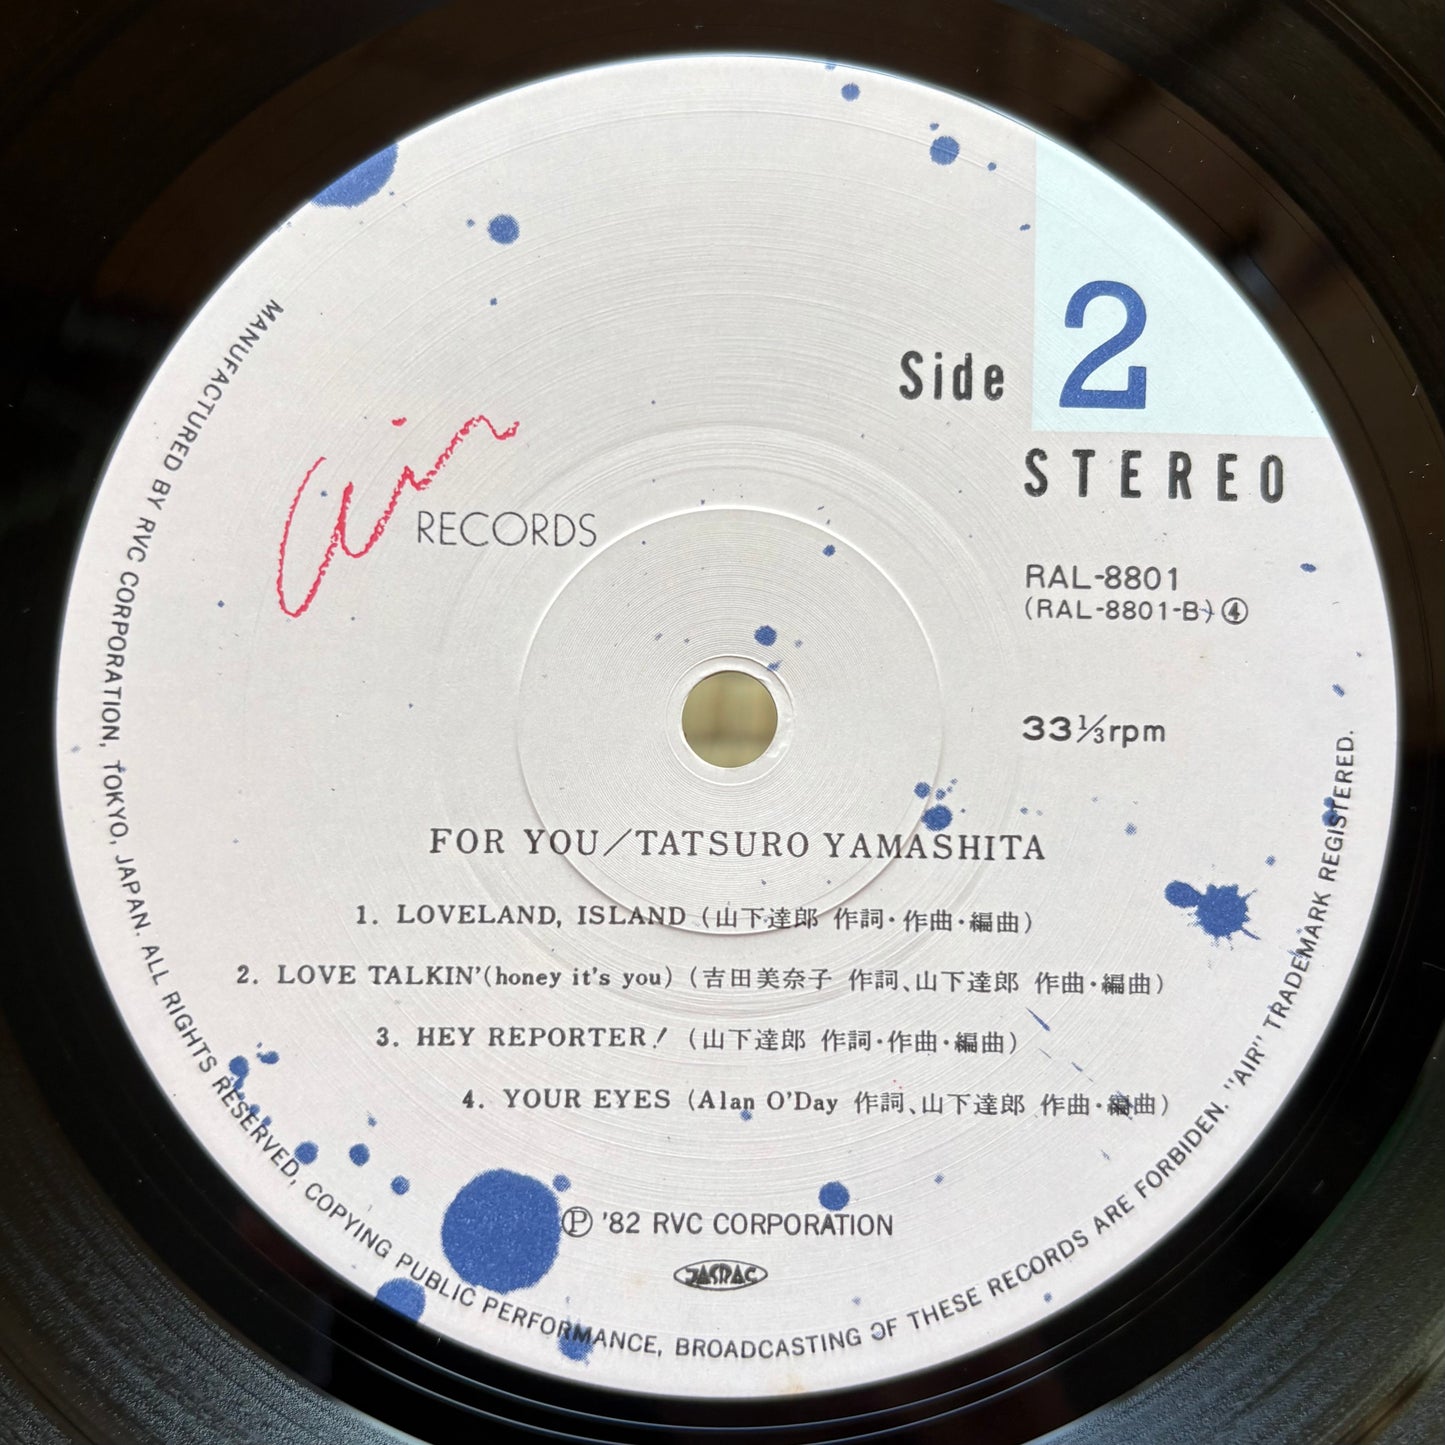 Side 2
STEREO
air RECORDS
RAL-8801
(RAL-8801-B)④
33⅓rpm
FOR YOU/TATSURO YAMASHITA
1. LOVELAND, ISLAND (山下達郎 作詞・作曲・編曲)
2. LOVE TALKIN'(honey it's you) (吉田美奈子 作詞、山下達郎 作曲・編曲)
3. HEY REPORTER! (山下達郎 作詞・作曲・編曲)
4. YOUR EYES (Alan O'Day 作詞、山下達郎 作曲・編曲)
Ⓟ '82 RVC CORPORATION
JASRAC
MANUFACTURED BY RVC CORPORATION, TOKYO, JAPAN. ALL RIGHTS RESERVED, COPYING PUBLIC PERFORMANCE, BROADCASTING OF THESE RECORDS ARE FORBIDEN. "AIR" TRADEMARK REGISTERED.